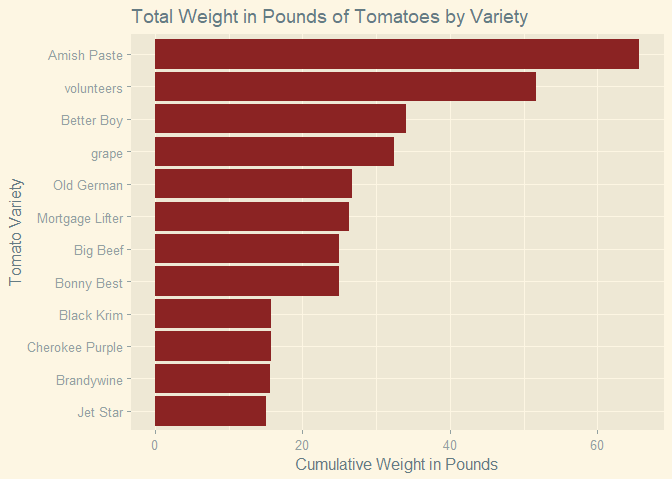 Total Weight in Pounds of Tomatoes by Variety
Tomato Variety
Amish Paste
volunteers
Better Boy
grape
Old German
Mortgage Lifter
Big Beef
Bonny Best
Black Krim
Cherokee Purple
Brandywine
Jet Star
0 20 40 60
Cumulative Weight in Pounds